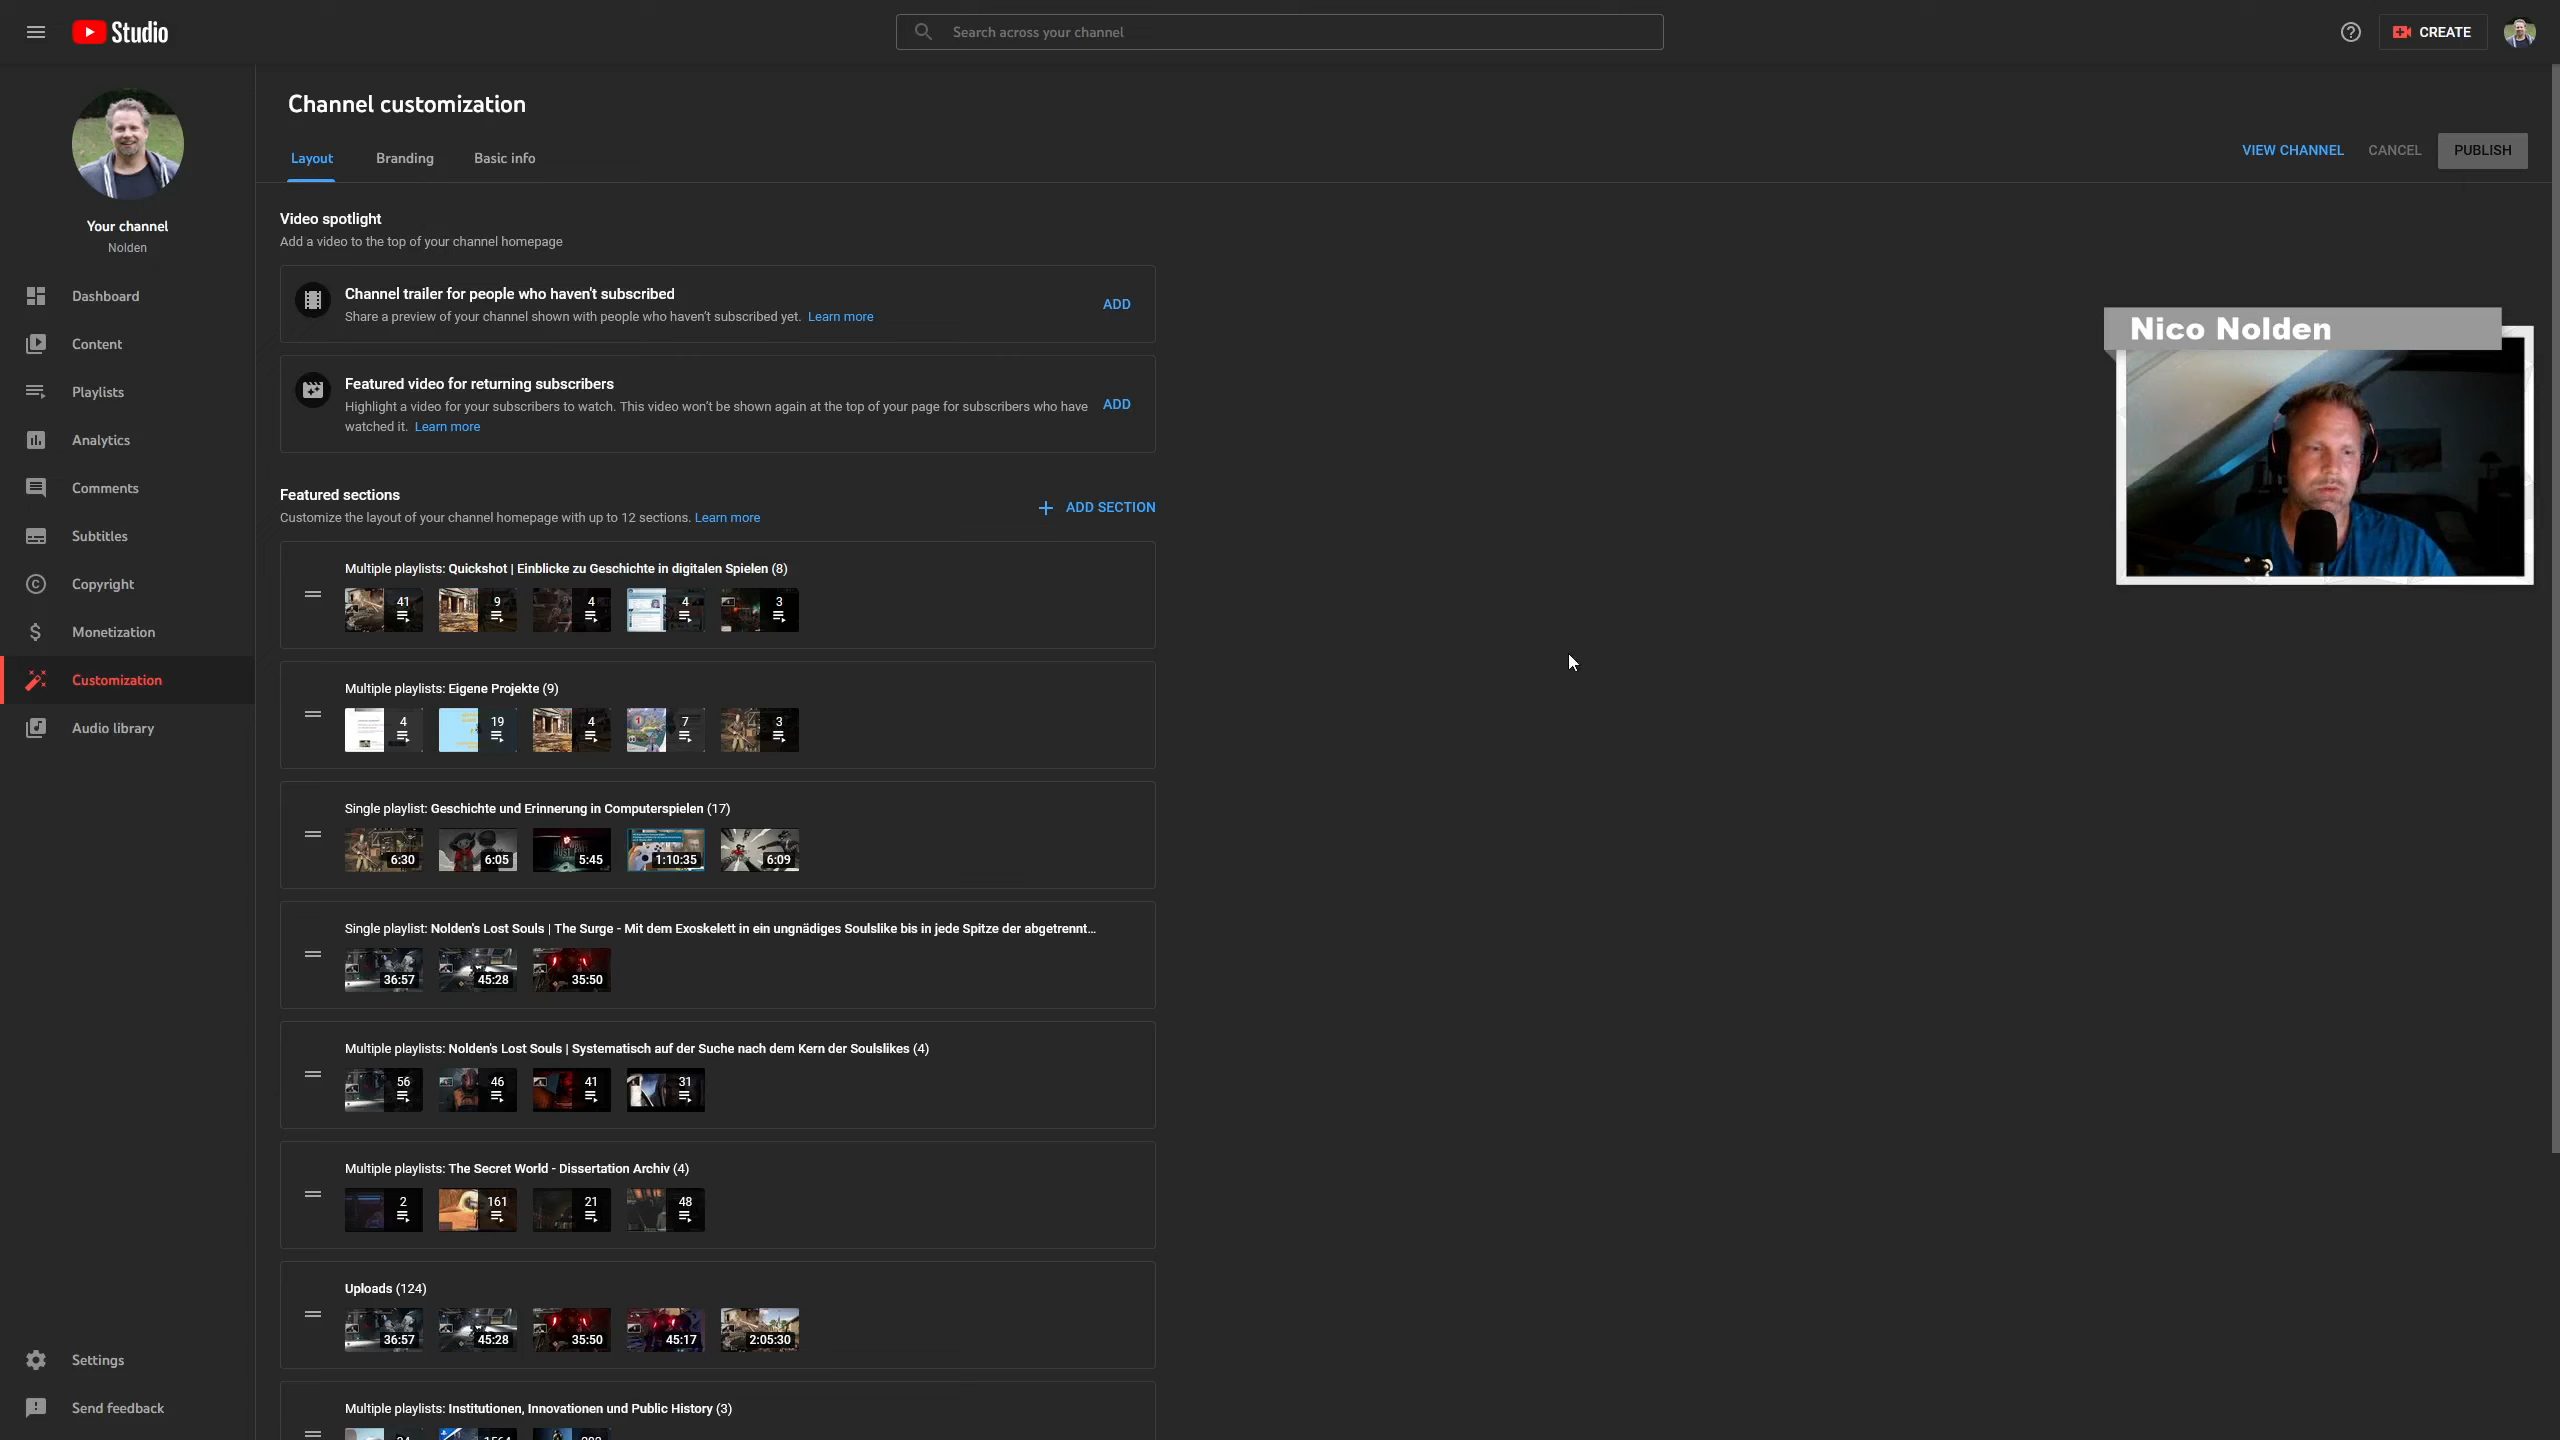 Studio
Search across your channel
CREATE
Your channel
Nolden
Dashboard
Content
Playlists
Analytics
Comments
Subtitles
Copyright
Monetization
Customization
Audio library
Settings
Send feedback
Channel customization
Layout
Branding
Basic info
VIEW CHANNEL
CANCEL
PUBLISH
Video spotlight
Add a video to the top of your channel homepage
Channel trailer for people who haven't subscribed
Share a preview of your channel shown with people who haven't subscribed yet. Learn more
ADD
Featured video for returning subscribers
Highlight a video for your subscribers to watch. This video won't be shown again at the top of your page for subscribers who have
watched it. Learn more
ADD
Featured sections
Customize the layout of your channel homepage with up to 12 sections. Learn more
ADD SECTION
Multiple playlists: Quickshot | Einblicke zu Geschichte in digitalen Spielen (8)
41 9 4 4 3
Multiple playlists: Eigene Projekte (9)
4 19 4 7 3
Single playlist: Geschichte und Erinnerung in Computerspielen (17)
6:30 6:05 5:45 1:10:35 6:09
Single playlist: Nolden's Lost Souls | The Surge - Mit dem Exoskelett in ein ungnädiges Soulslike bis in jede Spitze der abgetrennt...
36:57 45:28 35:50
Multiple playlists: Nolden's Lost Souls | Systematisch auf der Suche nach dem Kern der Soulslikes (4)
56 46 41 31
Multiple playlists: The Secret World - Dissertation Archiv (4)
2 161 21 48
Uploads (124)
36:57 45:28 35:50 45:17 2:05:30
Multiple playlists: Institutionen, Innovationen und Public History (3)
Nico Nolden